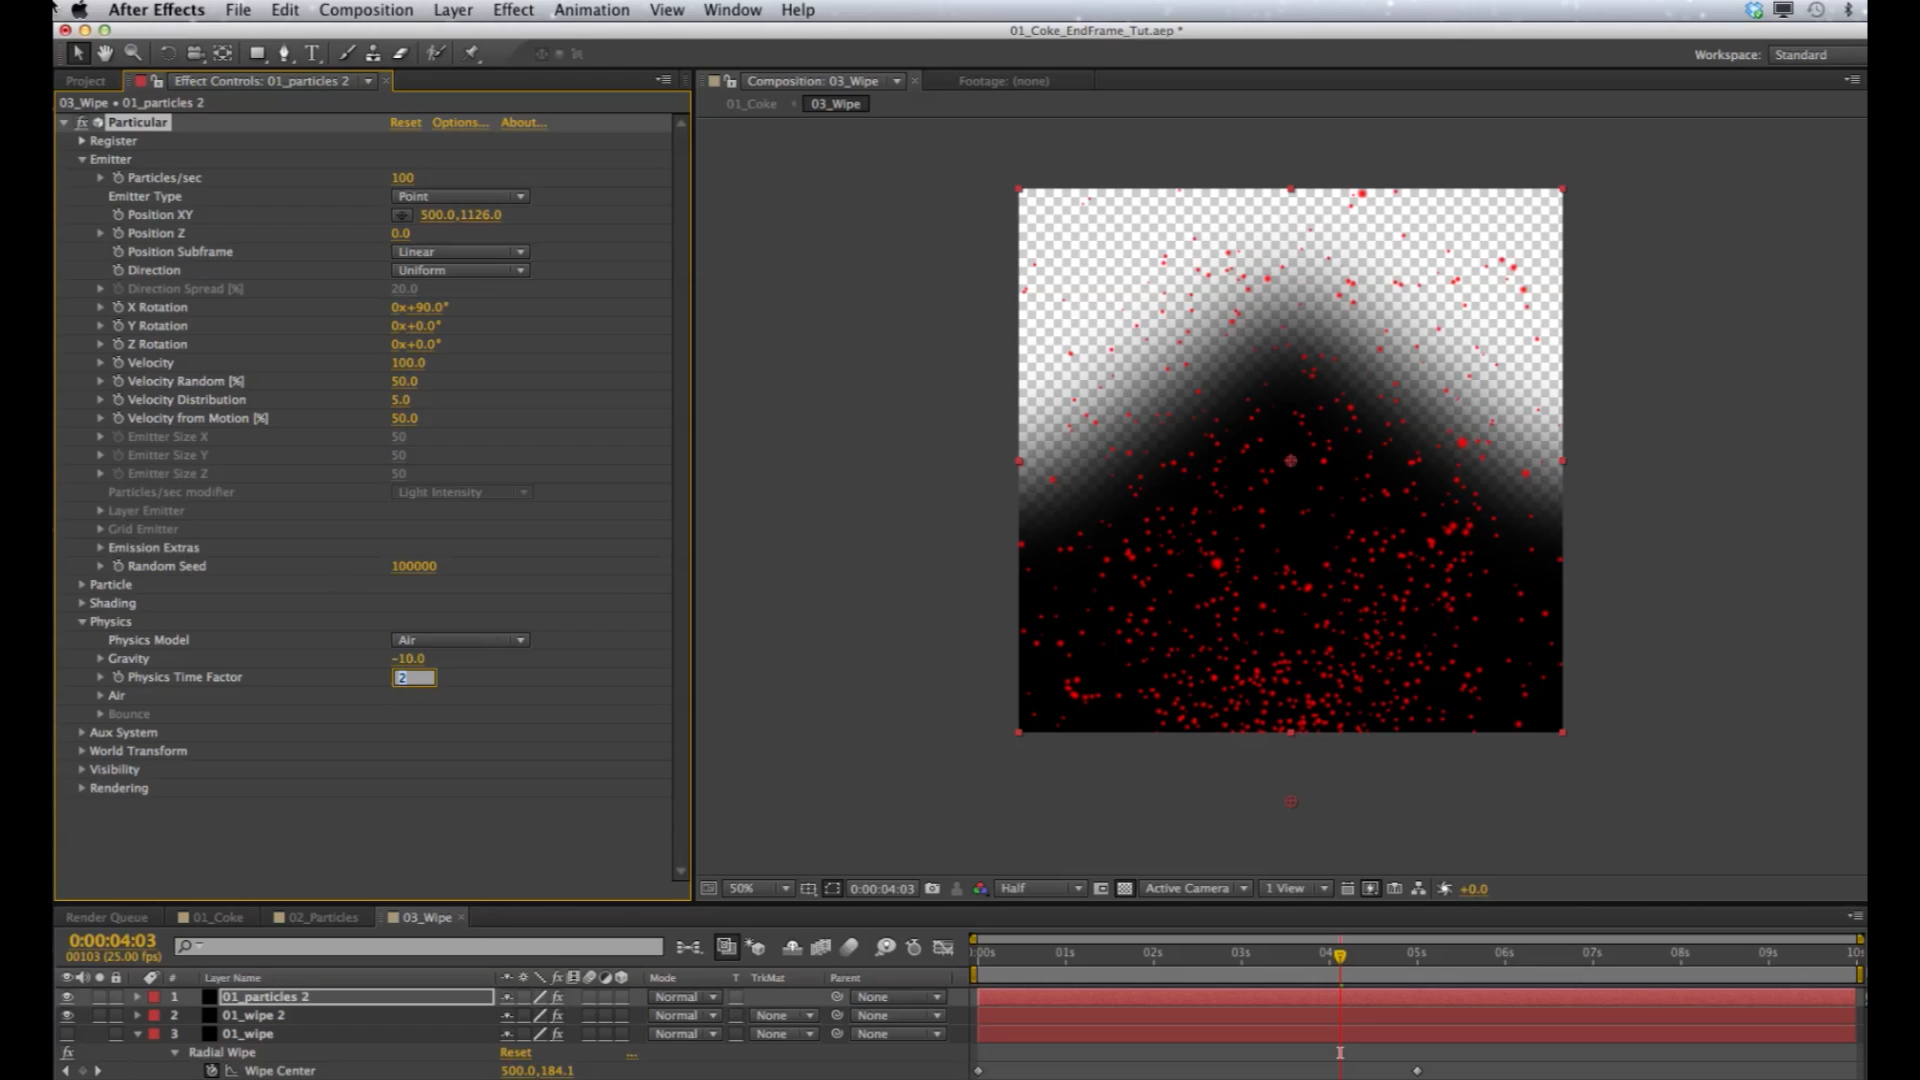 After Effects File Edit Composition Layer Effect Animation View Window Help
01_Coke_EndFrame_Tut.aep *
Workspace: Standard
Project Effect Controls: 01_particles 2 Composition: 03_Wipe Footage: (none)
03_Wipe • 01_particles 2 01_Coke 03_Wipe
fx Particular Reset Options... About...
Register
Emitter
Particles/sec 100
Emitter Type Point
Position XY 500.0,1126.0
Position Z 0.0
Position Subframe Linear
Direction Uniform
Direction Spread [%] 20.0
X Rotation 0x+90.0°
Y Rotation 0x+0.0°
Z Rotation 0x+0.0°
Velocity 100.0
Velocity Random [%] 50.0
Velocity Distribution 5.0
Velocity from Motion [%] 50.0
Emitter Size X 50
Emitter Size Y 50
Emitter Size Z 50
Particles/sec modifier Light Intensity
Layer Emitter
Grid Emitter
Emission Extras
Random Seed 100000
Particle
Shading
Physics
Physics Model Air
Gravity -10.0
Physics Time Factor 2
Air
Bounce
Aux System
World Transform
Visibility
Rendering
50% 0:00:04:03 Half Active Camera 1 View +0.0
Render Queue 01_Coke 02_Particles 03_Wipe
0:00:04:03
00103 (25.00 fps)
:00s 01s 02s 03s 04 05s 06s 07s 08s 09s 10s
# Layer Name fx Mode T TrkMat Parent
1 01_particles 2 fx Normal None
2 01_wipe 2 fx Normal None None
3 01_wipe fx Normal None None
fx Radial Wipe Reset ...
Wipe Center 500.0,184.1